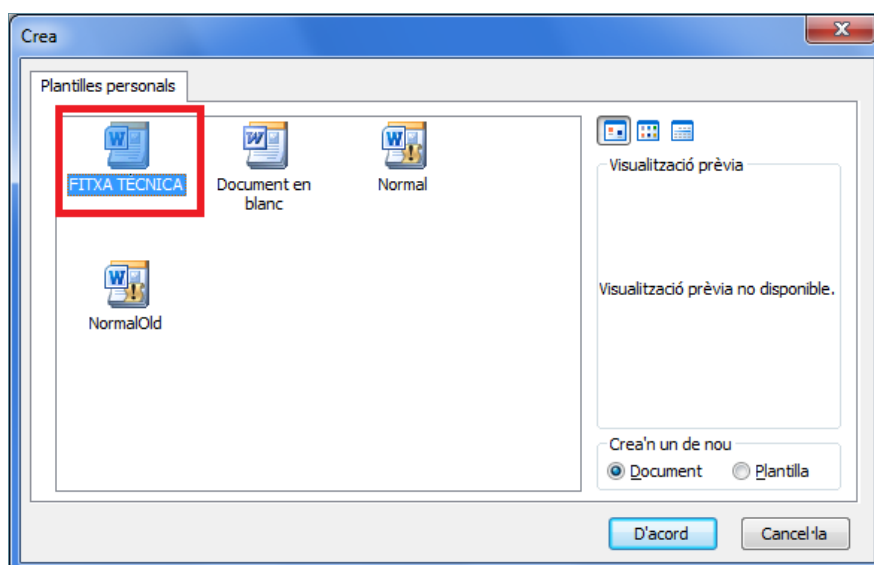 Crea
Plantilles personals
FITXA TÉCNICA
Document en
blanc
Normal
NormalOld
Visualització prèvia
Visualització prèvia no disponible.
Crea'n un de nou
Document
Plantilla
D'acord
Cancel·la